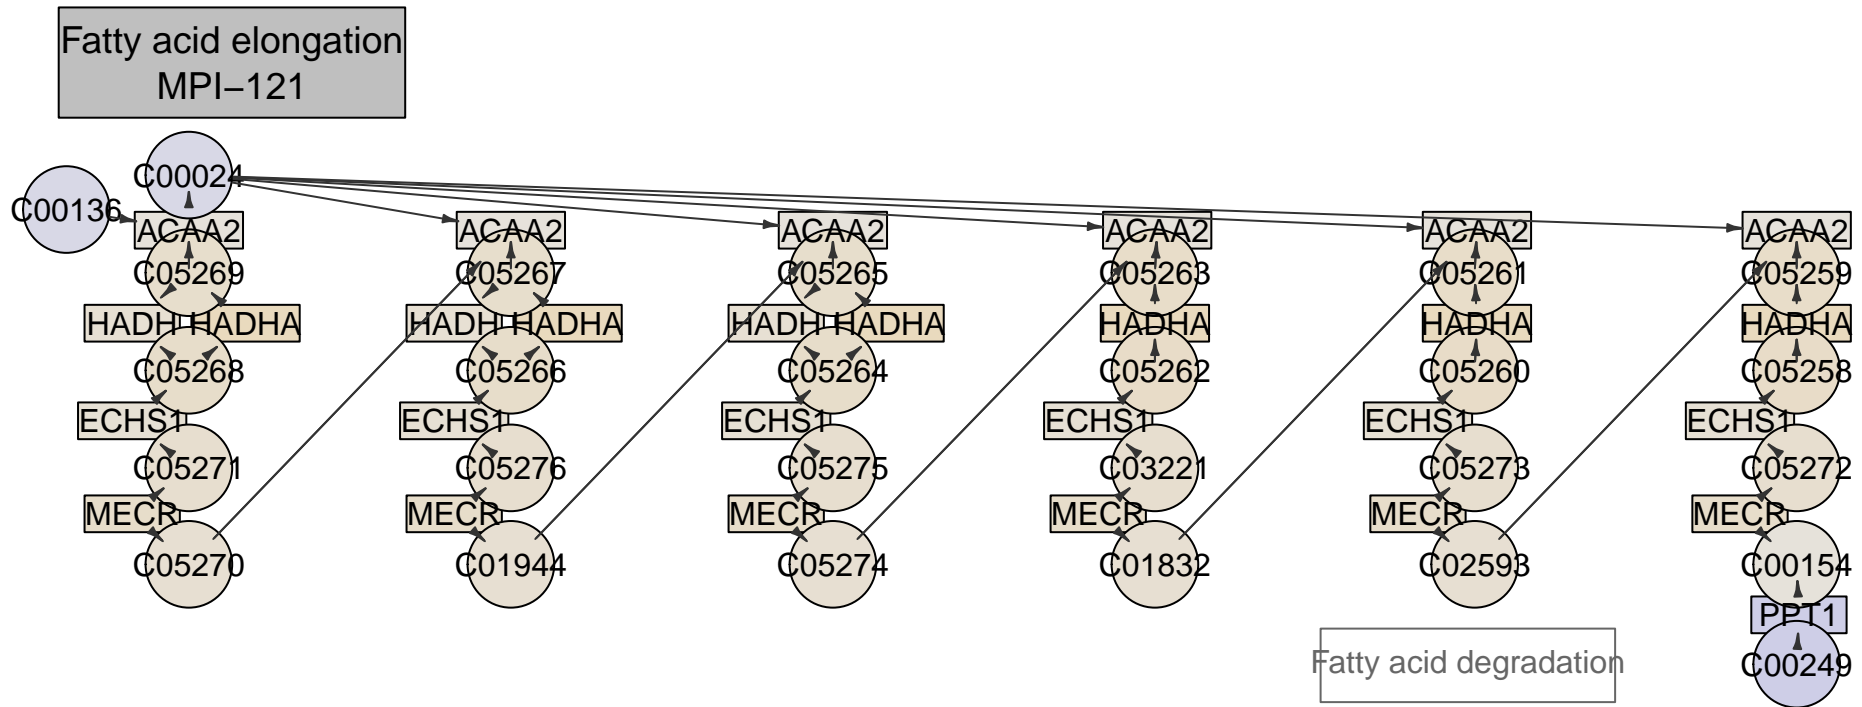 Fatty acid elongation
MPI−121
C00024
C00136
ACAA2 ACAA2 ACAA2 ACAA2 ACAA2 ACAA2
C05269 C05267 C05265 C05263 C05261 C05259
HADH HADHA HADH HADHA HADH HADHA HADHA HADHA HADHA
C05268 C05266 C05264 C05262 C05260 C05258
ECHS1 ECHS1 ECHS1 ECHS1 ECHS1 ECHS1
C05271 C05276 C05275 C03221 C05273 C05272
MECR MECR MECR MECR MECR MECR
C05270 C01944 C05274 C01832 C02593 C00154
PPT1
Fatty acid degradation C00249